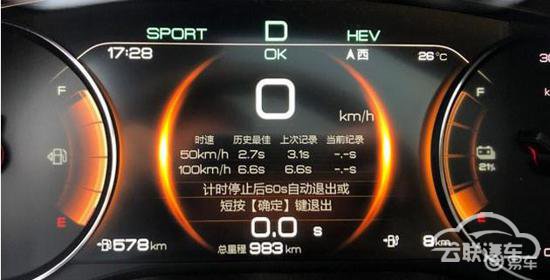 SPORT D HEV
17:28 OK 西 26℃
F 0 F
km/h
时速 历史最佳 上次记录 当前纪录
50km/h 2.7s 3.1s -.-s
100km/h 6.6s 6.6s -.-s
21%
计时停止后60s自动退出或
短按【确定】键退出
E 0.0 s E
578 km 总里程 983 km 8 km
云联汽车
易车